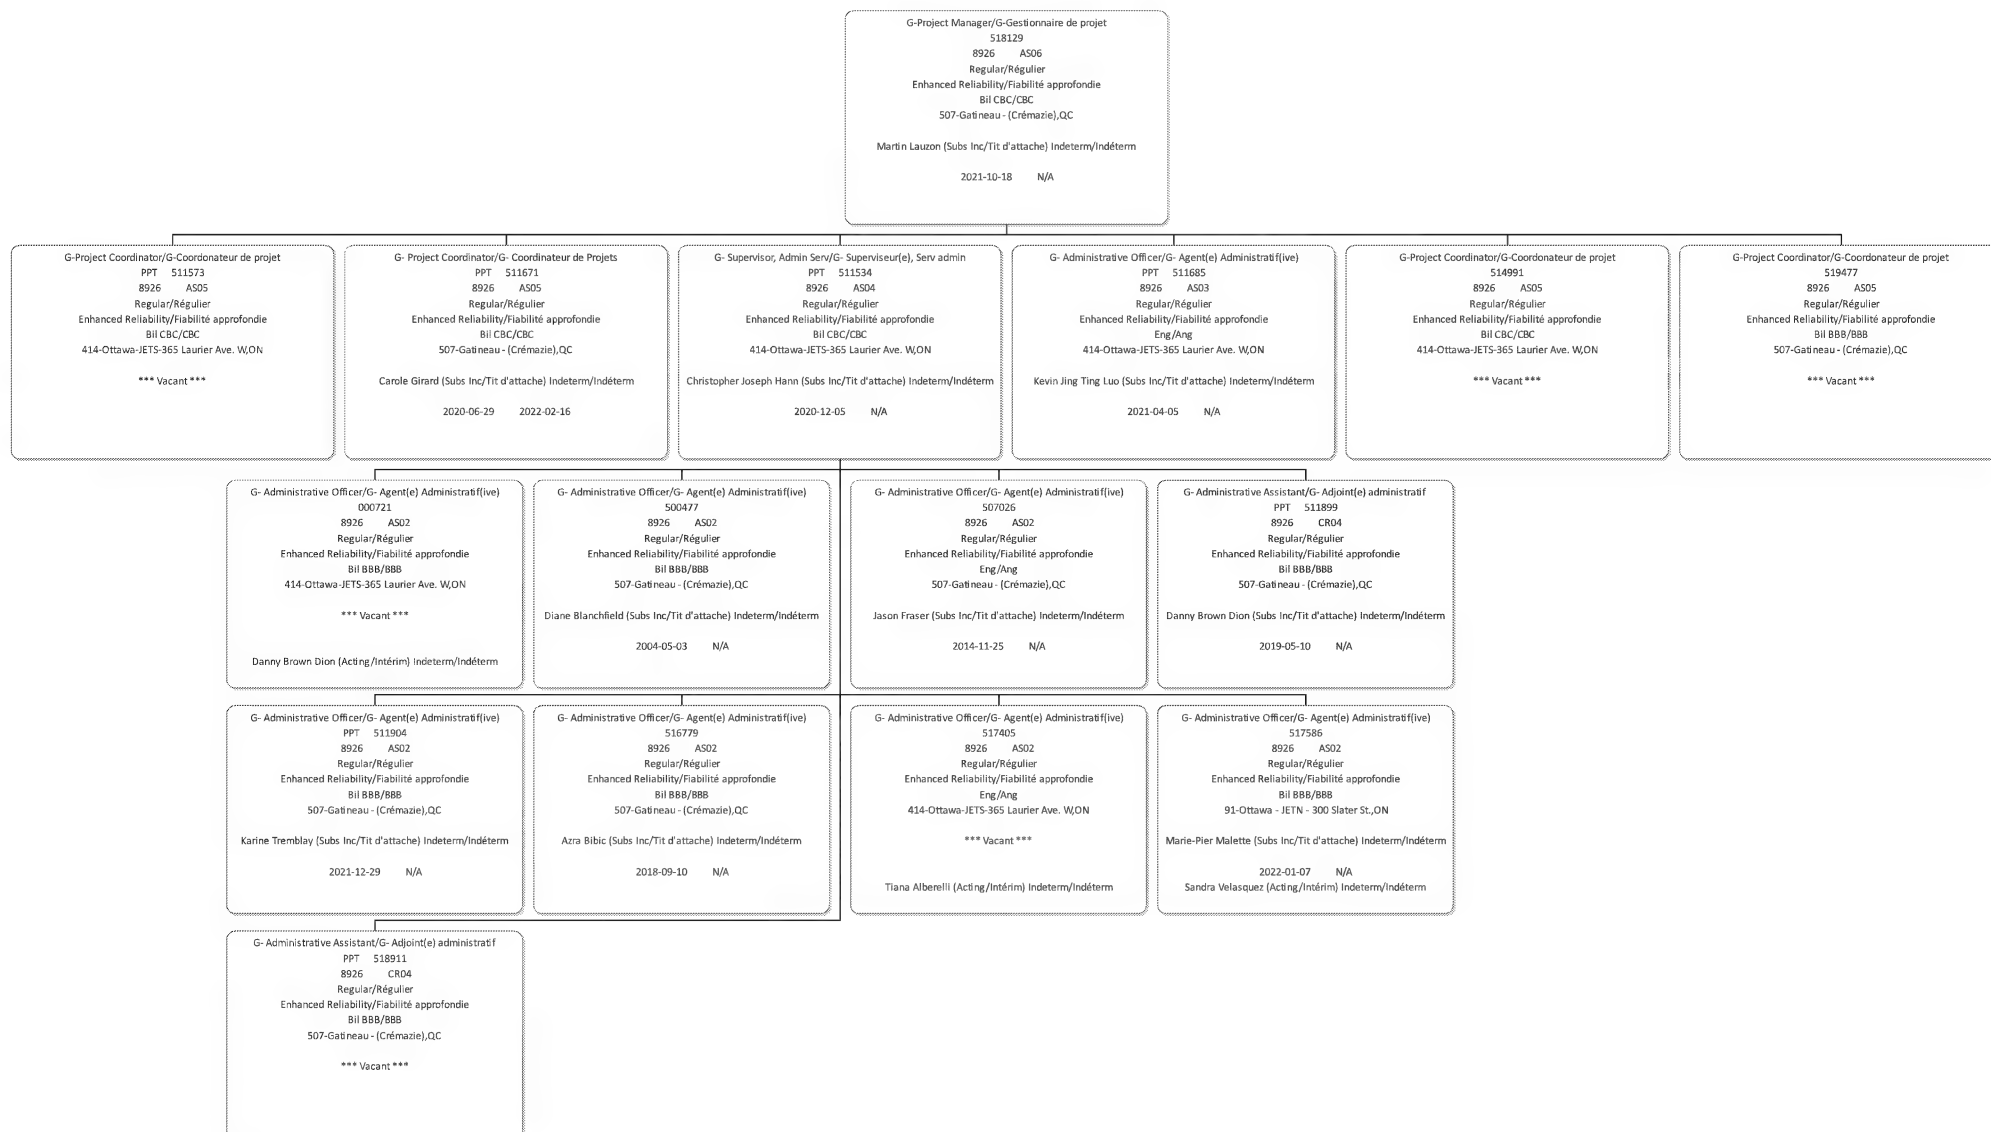 G-Project Manager/G-Gestionnaire de projet
518129
8926 AS06
Regular/Régulier
Enhanced Reliability/Fiabilité approfondie
Bil CBC/CBC
507-Gatineau - (Crémazie),QC
Martin Lauzon (Subs Inc/Tit d'attache) Indeterm/Indéterm
2021-10-18 N/A
G-Project Coordinator/G-Coordonateur de projet
PPT 511573
8926 AS05
Regular/Régulier
Enhanced Reliability/Fiabilité approfondie
Bil CBC/CBC
414-Ottawa-JETS-365 Laurier Ave. W,ON
*** Vacant ***
G- Project Coordinator/G- Coordinateur de Projets
PPT 511671
8926 AS05
Regular/Régulier
Enhanced Reliability/Fiabilité approfondie
Bil CBC/CBC
507-Gatineau - (Crémazie),QC
Carole Girard (Subs Inc/Tit d'attache) Indeterm/Indéterm
2020-06-29 2022-02-16
G- Supervisor, Admin Serv/G- Superviseur(e), Serv admin
PPT 511534
8926 AS04
Regular/Régulier
Enhanced Reliability/Fiabilité approfondie
Bil CBC/CBC
414-Ottawa-JETS-365 Laurier Ave. W,ON
Christopher Joseph Hann (Subs Inc/Tit d'attache) Indeterm/Indéterm
2020-12-05 N/A
G- Administrative Officer/G- Agent(e) Administratif(ive)
PPT 511685
8926 AS03
Regular/Régulier
Enhanced Reliability/Fiabilité approfondie
Eng/Ang
414-Ottawa-JETS-365 Laurier Ave. W,ON
Kevin Jing Ting Luo (Subs Inc/Tit d'attache) Indeterm/Indéterm
2021-04-05 N/A
G-Project Coordinator/G-Coordonateur de projet
514991
8926 AS05
Regular/Régulier
Enhanced Reliability/Fiabilité approfondie
Bil CBC/CBC
414-Ottawa-JETS-365 Laurier Ave. W,ON
*** Vacant ***
G-Project Coordinator/G-Coordonateur de projet
519477
8926 AS05
Regular/Régulier
Enhanced Reliability/Fiabilité approfondie
Bil BBB/BBB
507-Gatineau - (Crémazie),QC
*** Vacant ***
G- Administrative Officer/G- Agent(e) Administratif(ive)
000721
8926 AS02
Regular/Régulier
Enhanced Reliability/Fiabilité approfondie
Bil BBB/BBB
414-Ottawa-JETS-365 Laurier Ave. W,ON
*** Vacant ***
Danny Brown Dion (Acting/Intérim) Indeterm/Indéterm
G- Administrative Officer/G- Agent(e) Administratif(ive)
500477
8926 AS02
Regular/Régulier
Enhanced Reliability/Fiabilité approfondie
Bil BBB/BBB
507-Gatineau - (Crémazie),QC
Diane Blanchfield (Subs Inc/Tit d'attache) Indeterm/Indéterm
2004-05-03 N/A
G- Administrative Officer/G- Agent(e) Administratif(ive)
507026
8926 AS02
Regular/Régulier
Enhanced Reliability/Fiabilité approfondie
Eng/Ang
507-Gatineau - (Crémazie),QC
Jason Fraser (Subs Inc/Tit d'attache) Indeterm/Indéterm
2014-11-25 N/A
G- Administrative Assistant/G- Adjoint(e) administratif
PPT 511899
8926 CR04
Regular/Régulier
Enhanced Reliability/Fiabilité approfondie
Bil BBB/BBB
507-Gatineau - (Crémazie),QC
Danny Brown Dion (Subs Inc/Tit d'attache) Indeterm/Indéterm
2019-05-10 N/A
G- Administrative Officer/G- Agent(e) Administratif(ive)
PPT 511904
8926 AS02
Regular/Régulier
Enhanced Reliability/Fiabilité approfondie
Bil BBB/BBB
507-Gatineau - (Crémazie),QC
Karine Tremblay (Subs Inc/Tit d'attache) Indeterm/Indéterm
2021-12-29 N/A
G- Administrative Officer/G- Agent(e) Administratif(ive)
516779
8926 AS02
Regular/Régulier
Enhanced Reliability/Fiabilité approfondie
Bil BBB/BBB
507-Gatineau - (Crémazie),QC
Azra Bibic (Subs Inc/Tit d'attache) Indeterm/Indéterm
2018-09-10 N/A
G- Administrative Officer/G- Agent(e) Administratif(ive)
517405
8926 AS02
Regular/Régulier
Enhanced Reliability/Fiabilité approfondie
Eng/Ang
414-Ottawa-JETS-365 Laurier Ave. W,ON
*** Vacant ***
Tiana Alberelli (Acting/Intérim) Indeterm/Indéterm
G- Administrative Officer/G- Agent(e) Administratif(ive)
517586
8926 AS02
Regular/Régulier
Enhanced Reliability/Fiabilité approfondie
Bil BBB/BBB
91-Ottawa - JETN - 300 Slater St.,ON
Marie-Pier Malette (Subs Inc/Tit d'attache) Indeterm/Indéterm
2022-01-07 N/A
Sandra Velasquez (Acting/Intérim) Indeterm/Indéterm
G- Administrative Assistant/G- Adjoint(e) administratif
PPT 518911
8926 CR04
Regular/Régulier
Enhanced Reliability/Fiabilité approfondie
Bil BBB/BBB
507-Gatineau - (Crémazie),QC
*** Vacant ***